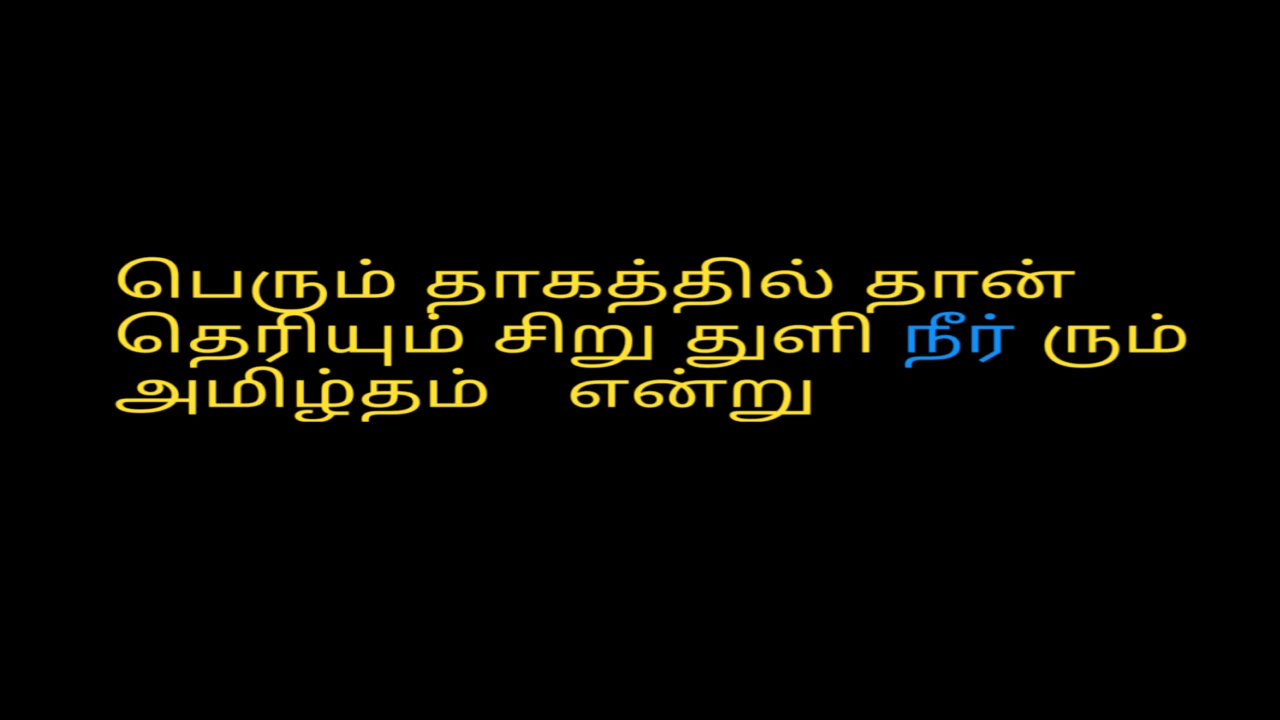 பெரும் தாகத்தில் தான்
தெரியும் சிறு துளி நீர் ரும்
அமிழ்தம் என்று